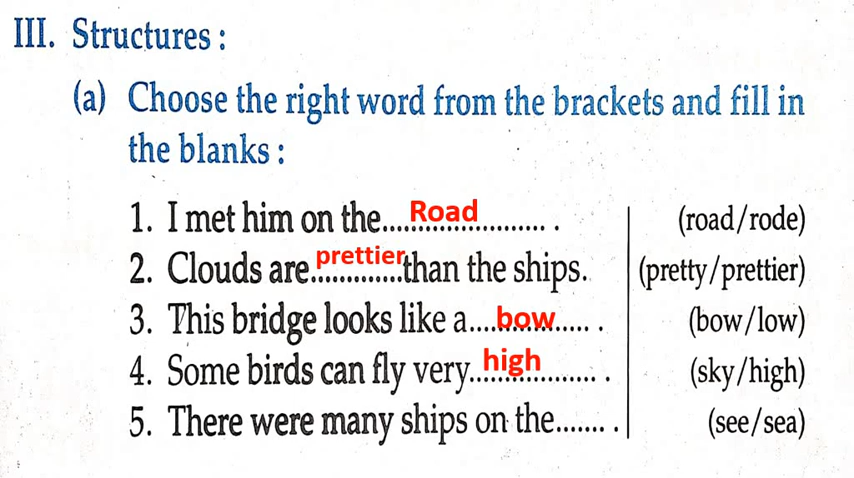 III. Structures :
(a) Choose the right word from the brackets and fill in
the blanks :
1. I met him on the....Road.......................... . (road/rode)
2. Clouds are prettier..............than the ships. (pretty/prettier)
3. This bridge looks like a....bow......... . (bow/low)
4. Some birds can fly very..high.................... . (sky/high)
5. There were many ships on the....... . (see/sea)